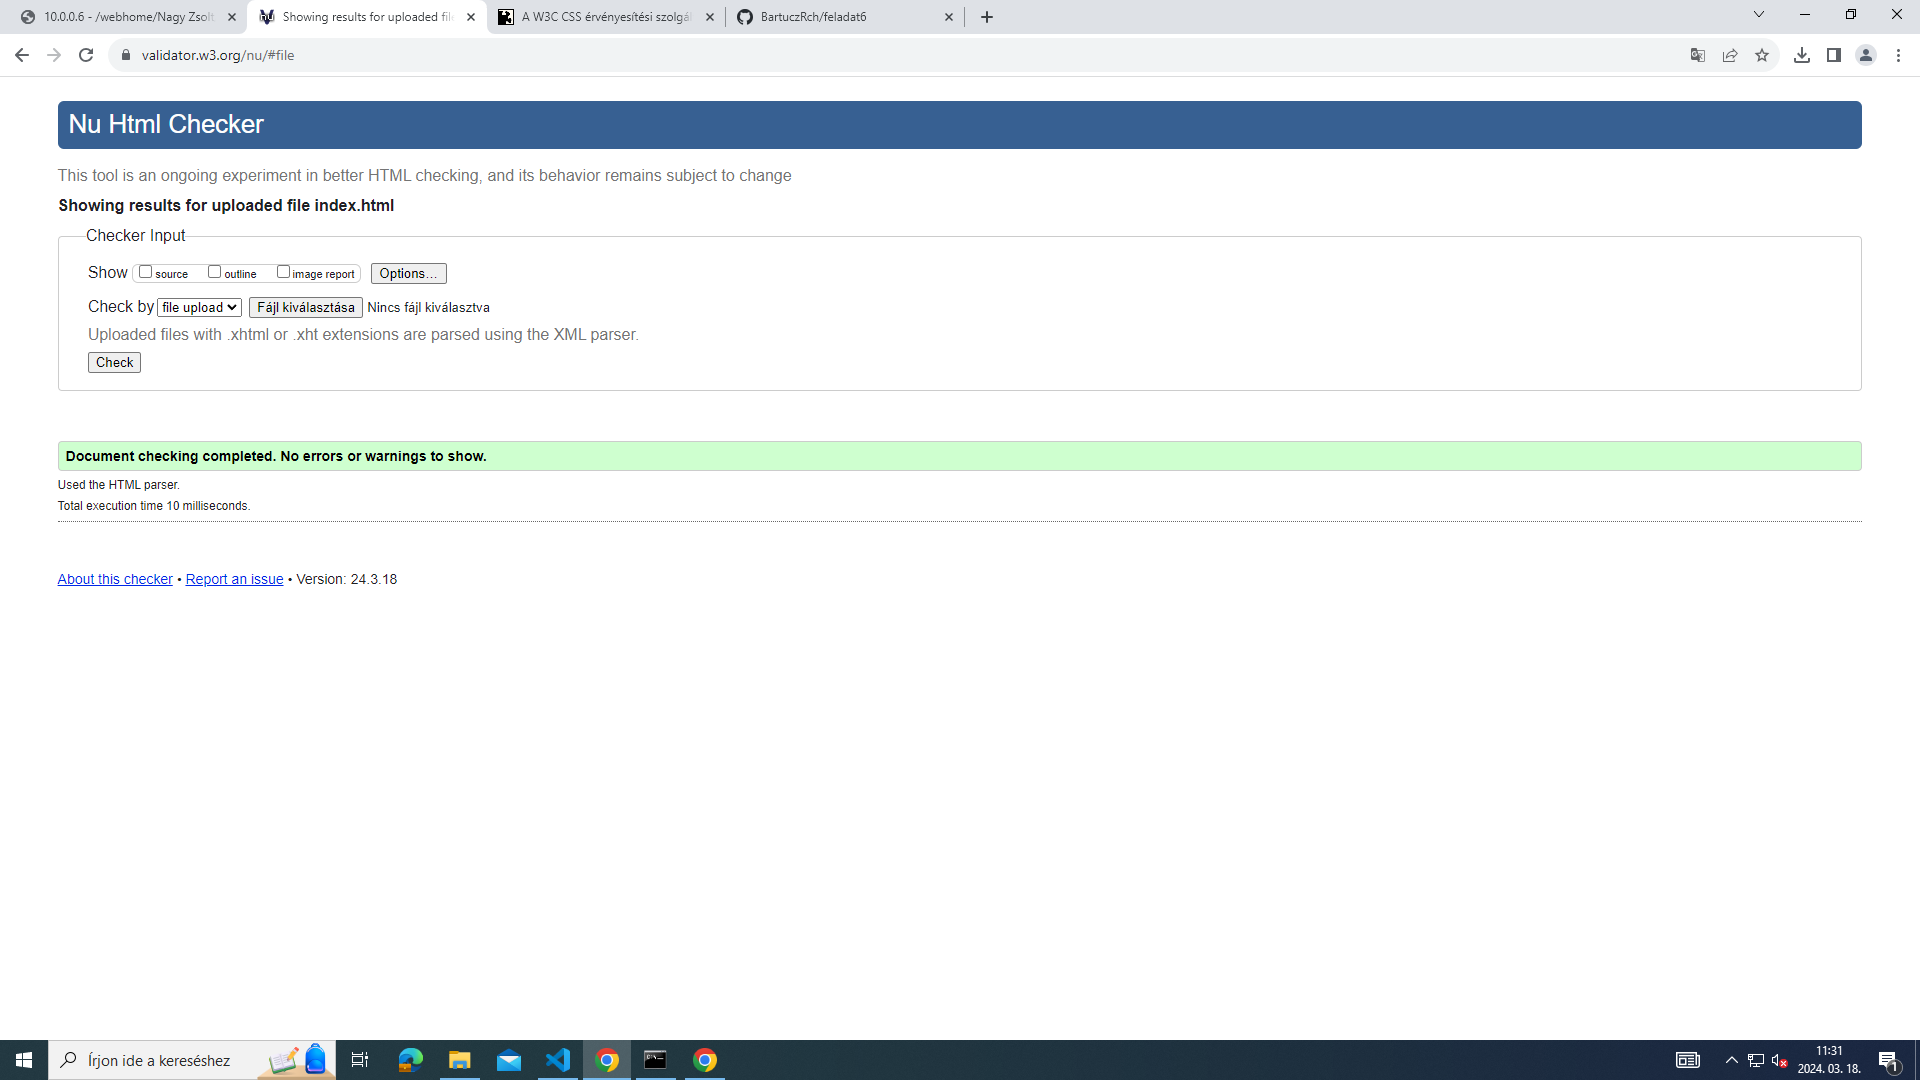 10.0.0.6 - /webhome/Nagy Zsolt
Showing results for uploaded file
A W3C CSS érvényesítési szolgál
BartuczRch/feladat6
validator.w3.org/nu/#file
Nu Html Checker
This tool is an ongoing experiment in better HTML checking, and its behavior remains subject to change
Showing results for uploaded file index.html
Checker Input
Show source outline image report Options...
Check by file upload Fájl kiválasztása Nincs fájl kiválasztva
Uploaded files with .xhtml or .xht extensions are parsed using the XML parser.
Check
Document checking completed. No errors or warnings to show.
Used the HTML parser.
Total execution time 10 milliseconds.
About this checker • Report an issue • Version: 24.3.18
Írjon ide a kereséshez
11:31
2024. 03. 18.
1